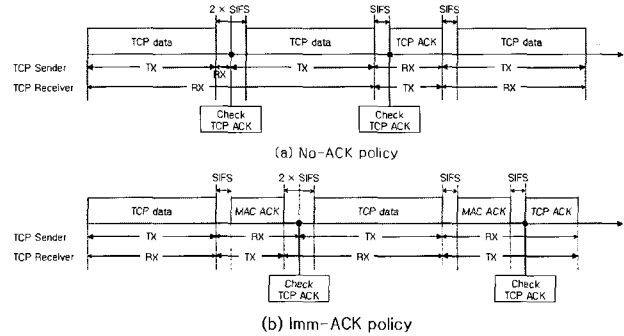 2 × SIFS SIFS SIFS
TCP data TCP data TCP ACK TCP data
TCP Sender TX RX TX RX TX
TCP Receiver RX TX RX
Check TCP ACK
Check TCP ACK
(a) No-ACK policy
SIFS 2 × SIFS SIFS SIFS
TCP data MAC ACK TCP data MAC ACK TCP ACK
TCP Sender TX RX TX RX
TCP Receiver RX TX RX TX
Check TCP ACK
Check TCP ACK
(b) Imm-ACK policy